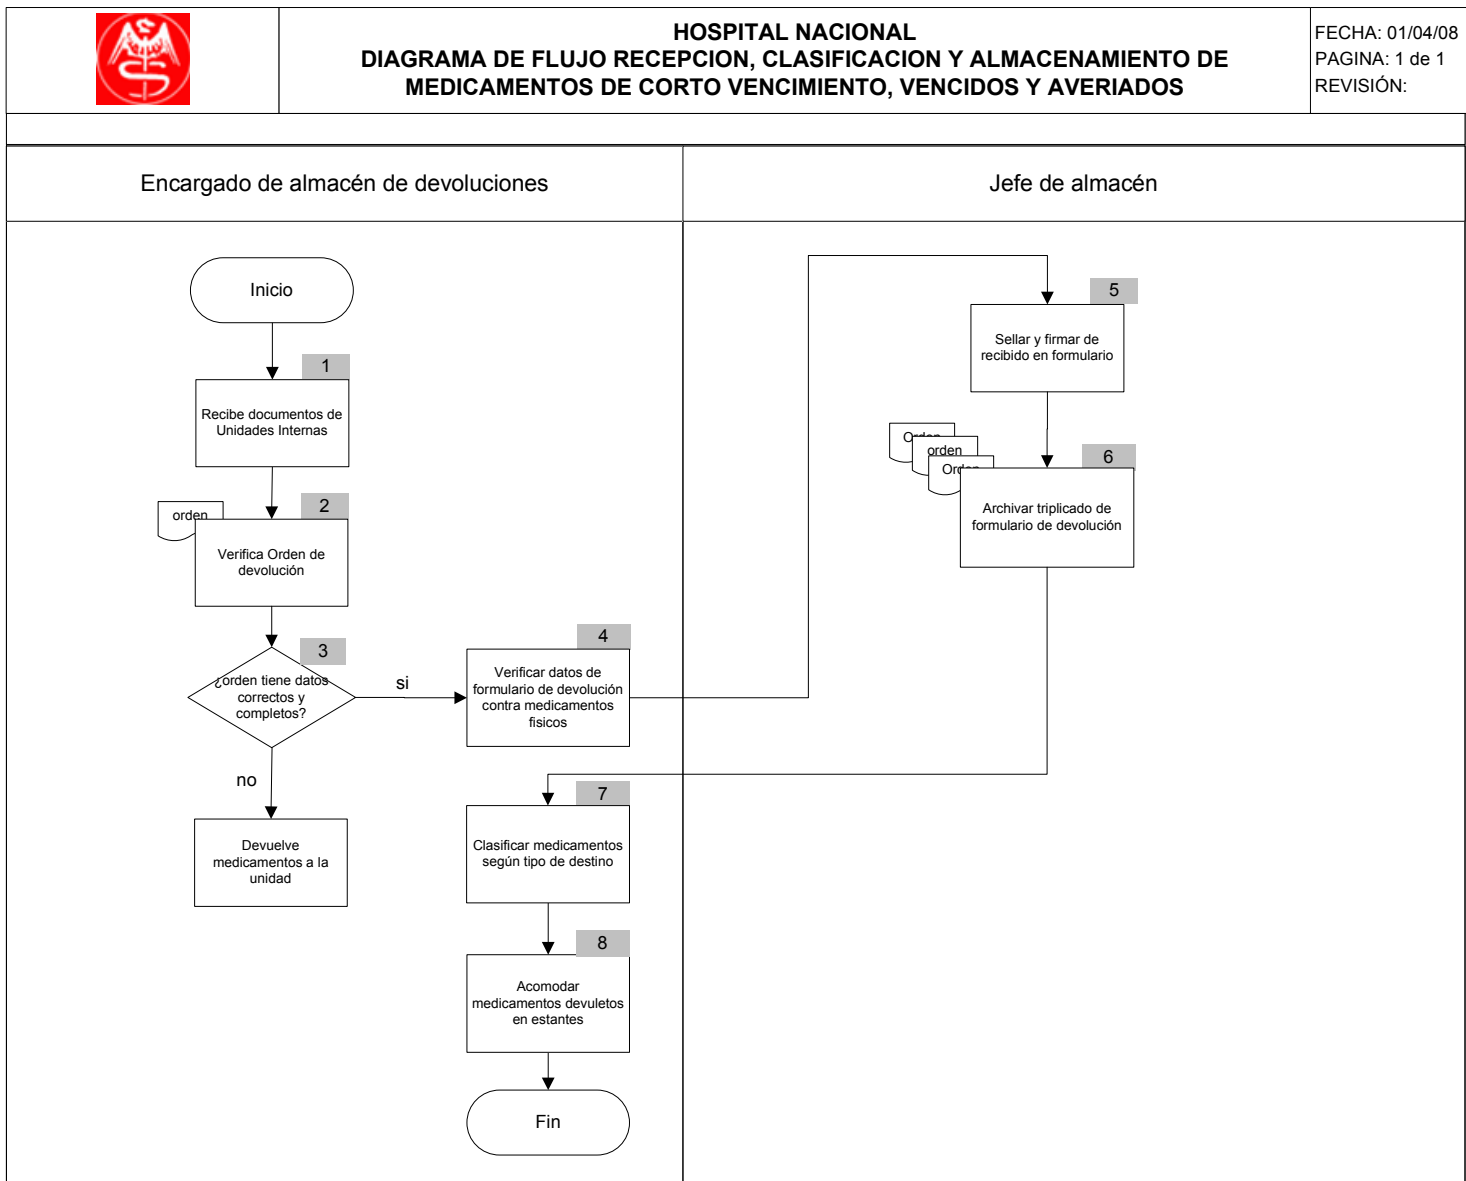 HOSPITAL NACIONAL
DIAGRAMA DE FLUJO RECEPCION, CLASIFICACION Y ALMACENAMIENTO DE
MEDICAMENTOS DE CORTO VENCIMIENTO, VENCIDOS Y AVERIADOS
FECHA: 01/04/08
PAGINA: 1 de 1
REVISIÓN:
Encargado de almacén de devoluciones
Jefe de almacén
Inicio
1
Recibe documentos de
Unidades Internas
orden
2
Verifica Orden de
devolución
3
¿orden tiene datos
correctos y
completos?
si
no
Devuelve
medicamentos a la
unidad
4
Verificar datos de
formulario de devolución
contra medicamentos
fisicos
5
Sellar y firmar de
recibido en formulario
Orden
orden
Orden
6
Archivar triplicado de
formulario de devolución
7
Clasificar medicamentos
según tipo de destino
8
Acomodar
medicamentos devuletos
en estantes
Fin